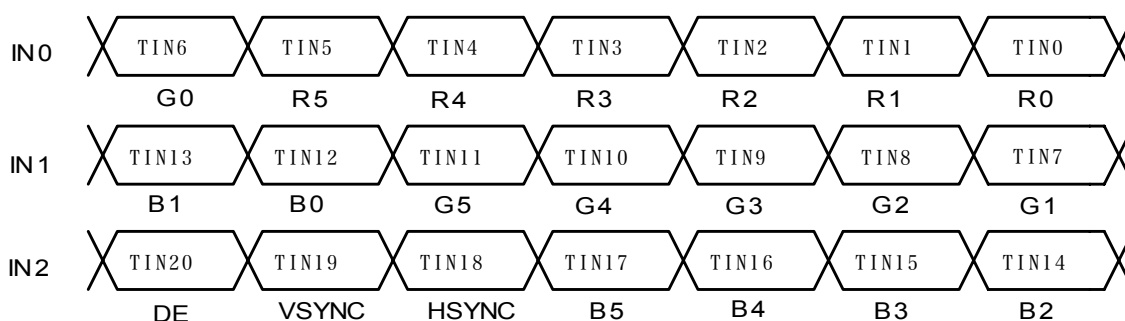 IN0 TIN6 TIN5 TIN4 TIN3 TIN2 TIN1 TIN0
G0 R5 R4 R3 R2 R1 R0
IN1 TIN13 TIN12 TIN11 TIN10 TIN9 TIN8 TIN7
B1 B0 G5 G4 G3 G2 G1
IN2 TIN20 TIN19 TIN18 TIN17 TIN16 TIN15 TIN14
DE VSYNC HSYNC B5 B4 B3 B2